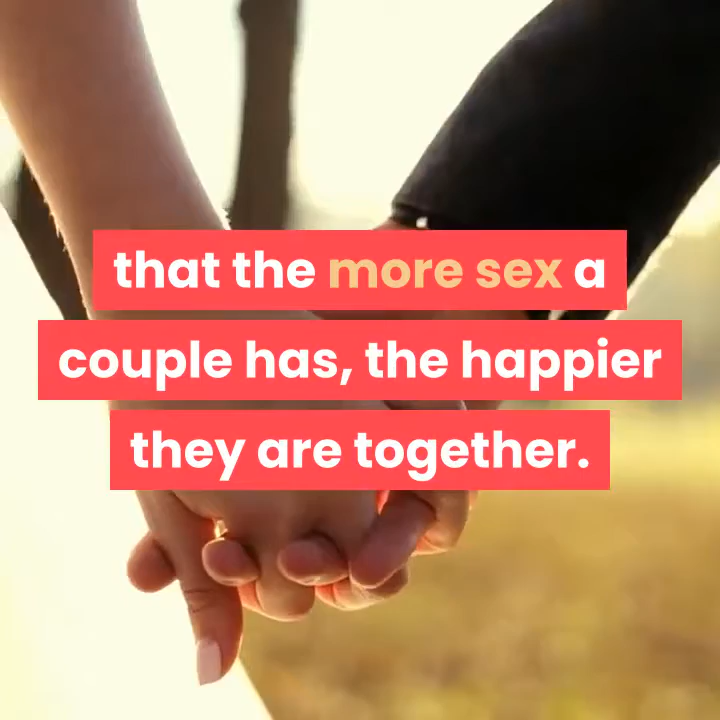 that the more sex a
couple has, the happier
they are together.